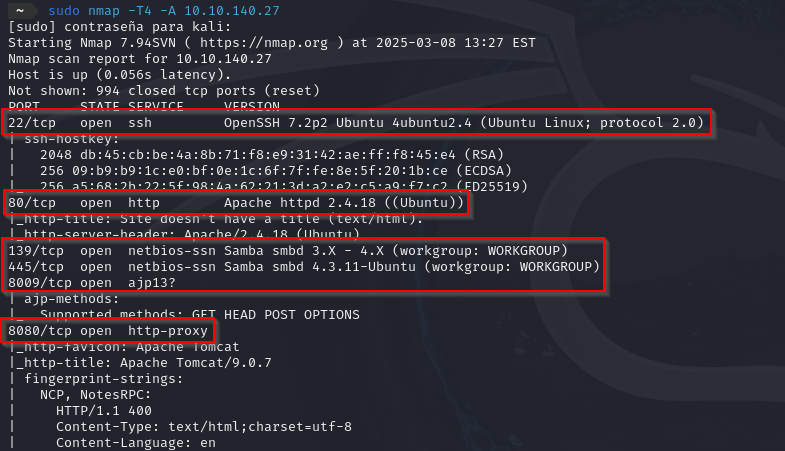 ~ sudo nmap -T4 -A 10.10.140.27
[sudo] contraseña para kali:
Starting Nmap 7.94SVN ( https://nmap.org ) at 2025-03-08 13:27 EST
Nmap scan report for 10.10.140.27
Host is up (0.056s latency).
Not shown: 994 closed tcp ports (reset)
PORT     STATE SERVICE     VERSION
22/tcp   open  ssh         OpenSSH 7.2p2 Ubuntu 4ubuntu2.4 (Ubuntu Linux; protocol 2.0)
| ssh-hostkey:
|   2048 db:45:cb:be:4a:8b:71:f8:e9:31:42:ae:ff:f8:45:e4 (RSA)
|   256 09:b9:b9:1c:e0:bf:0e:1c:6f:7f:fe:8e:5f:20:1b:ce (ECDSA)
|_  256 a5:68:2b:22:5f:98:4a:62:21:3d:a2:e2:c5:a9:f7:c2 (ED25519)
80/tcp   open  http        Apache httpd 2.4.18 ((Ubuntu))
|_http-title: Site doesn't have a title (text/html).
|_http-server-header: Apache/2.4.18 (Ubuntu)
139/tcp  open  netbios-ssn Samba smbd 3.X - 4.X (workgroup: WORKGROUP)
445/tcp  open  netbios-ssn Samba smbd 4.3.11-Ubuntu (workgroup: WORKGROUP)
8009/tcp open  ajp13?
| ajp-methods:
|_  Supported methods: GET HEAD POST OPTIONS
8080/tcp open  http-proxy
|_http-favicon: Apache Tomcat
|_http-title: Apache Tomcat/9.0.7
| fingerprint-strings:
|   NCP, NotesRPC:
|     HTTP/1.1 400
|     Content-Type: text/html;charset=utf-8
|     Content-Language: en